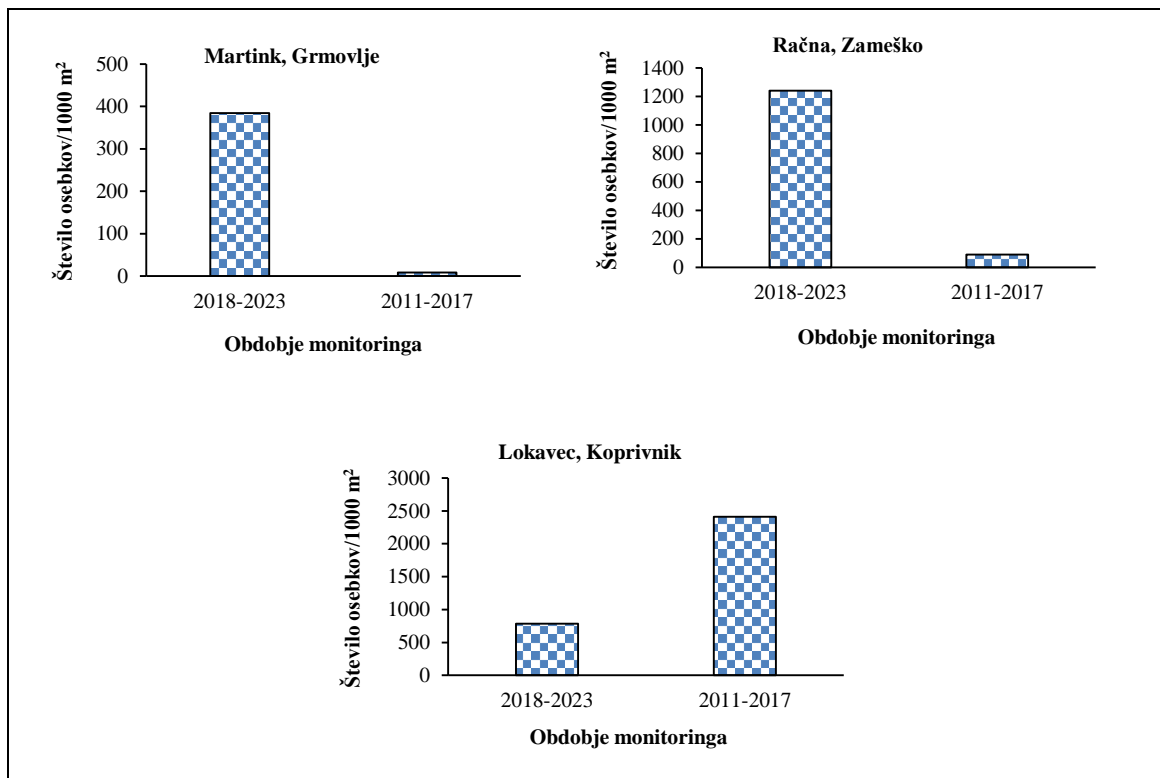 Martink, Grmovlje
Število osebkov/1000 m²
500
400
300
200
100
0
2018-2023 2011-2017
Obdobje monitoringa
Račna, Zameško
Število osebkov/1000 m²
1400
1200
1000
800
600
400
200
0
2018-2023 2011-2017
Obdobje monitoringa
Lokavec, Koprivnik
Število osebkov/1000 m²
3000
2500
2000
1500
1000
500
0
2018-2023 2011-2017
Obdobje monitoringa